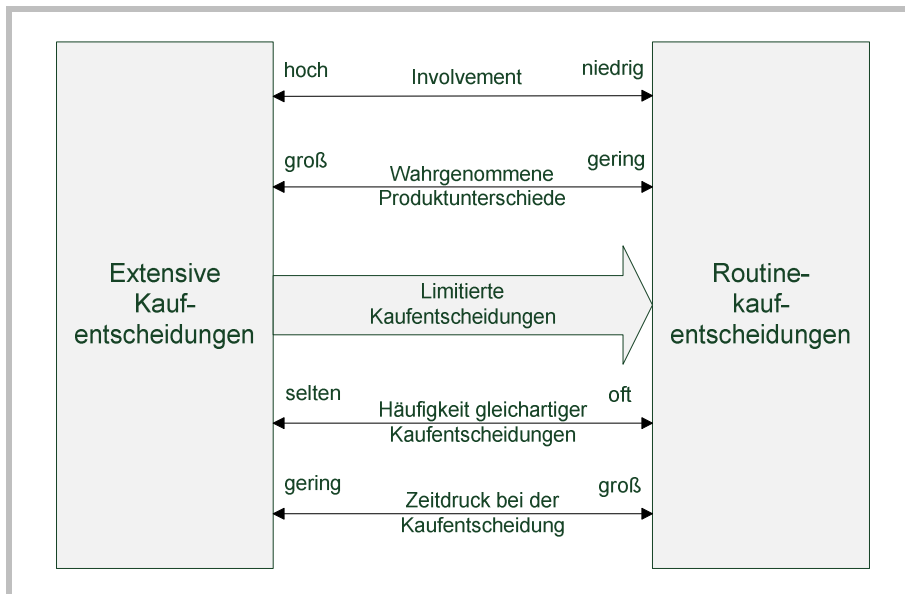 hoch
Involvement
niedrig
groß
Wahrgenommene
Produktunterschiede
gering
Extensive
Kauf-
entscheidungen
Limitierte
Kaufentscheidungen
Routine-
kauf-
entscheidungen
selten
Häufigkeit gleichartiger
Kaufentscheidungen
oft
gering
Zeitdruck bei der
Kaufentscheidung
groß